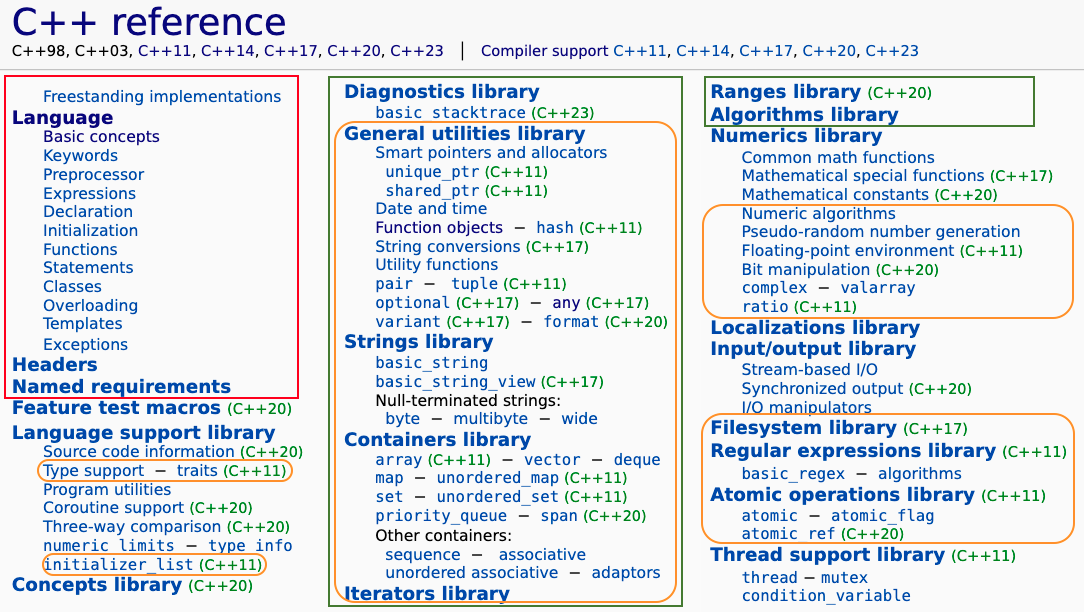 C++ reference
C++98, C++03, C++11, C++14, C++17, C++20, C++23 │ Compiler support C++11, C++14, C++17, C++20, C++23
Freestanding implementations
Language
Basic concepts
Keywords
Preprocessor
Expressions
Declaration
Initialization
Functions
Statements
Classes
Overloading
Templates
Exceptions
Headers
Named requirements
Feature test macros (C++20)
Language support library
Source code information (C++20)
Type support − traits (C++11)
Program utilities
Coroutine support (C++20)
Three-way comparison (C++20)
numeric_limits − type_info
initializer_list (C++11)
Concepts library (C++20)
Diagnostics library
basic_stacktrace (C++23)
General utilities library
Smart pointers and allocators
unique_ptr (C++11)
shared_ptr (C++11)
Date and time
Function objects − hash (C++11)
String conversions (C++17)
Utility functions
pair − tuple (C++11)
optional (C++17) − any (C++17)
variant (C++17) − format (C++20)
Strings library
basic_string
basic_string_view (C++17)
Null-terminated strings:
byte − multibyte − wide
Containers library
array (C++11) − vector − deque
map − unordered_map (C++11)
set − unordered_set (C++11)
priority_queue − span (C++20)
Other containers:
sequence − associative
unordered associative − adaptors
Iterators library
Ranges library (C++20)
Algorithms library
Numerics library
Common math functions
Mathematical special functions (C++17)
Mathematical constants (C++20)
Numeric algorithms
Pseudo-random number generation
Floating-point environment (C++11)
Bit manipulation (C++20)
complex − valarray
ratio (C++11)
Localizations library
Input/output library
Stream-based I/O
Synchronized output (C++20)
I/O manipulators
Filesystem library (C++17)
Regular expressions library (C++11)
basic_regex − algorithms
Atomic operations library (C++11)
atomic − atomic_flag
atomic_ref (C++20)
Thread support library (C++11)
thread − mutex
condition_variable